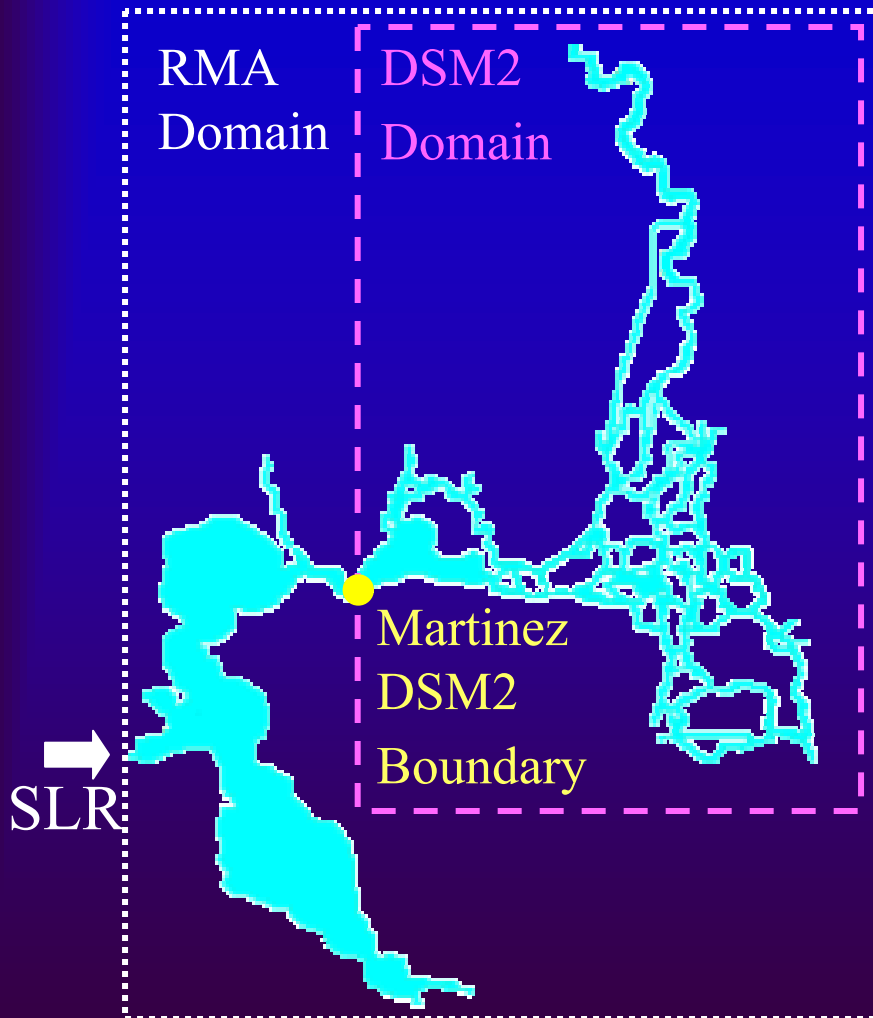 RMA
Domain
DSM2
Domain
Martinez
DSM2
Boundary
SLR